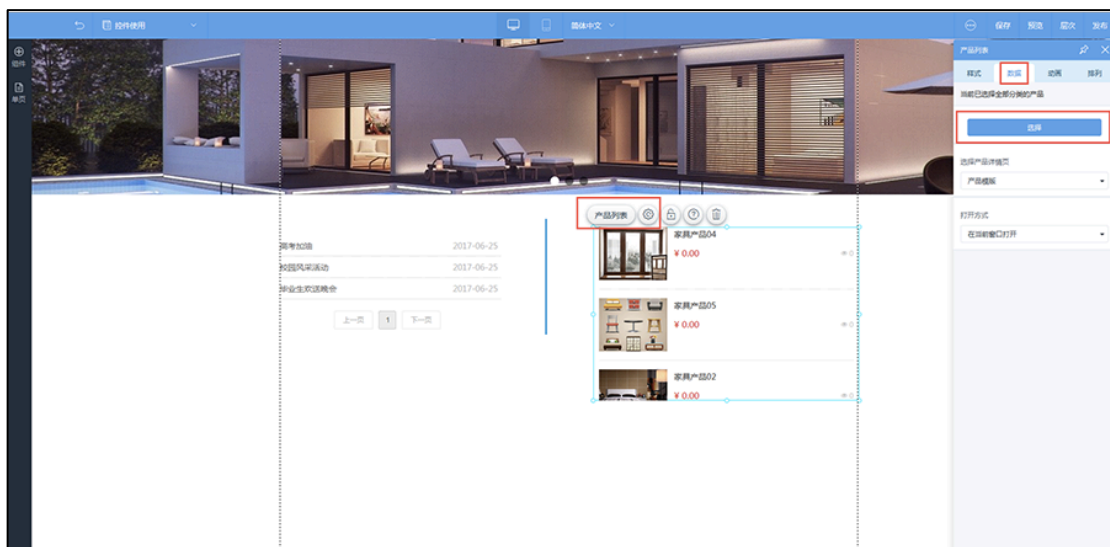 控件使用
简体中文
保存 预览 层次 发布
组件
单页
产品列表
样式 数据 动画 排列
当前已选择全部分类的产品
选择
选择产品详情页
产品模版
打开方式
在当前窗口打开
产品列表
高考加油 2017-06-25
校园风采活动 2017-06-25
毕业生欢送晚会 2017-06-25
上一页 1 下一页
家具产品04
¥ 0.00 0
家具产品05
¥ 0.00 0
家具产品02
¥ 0.00 0